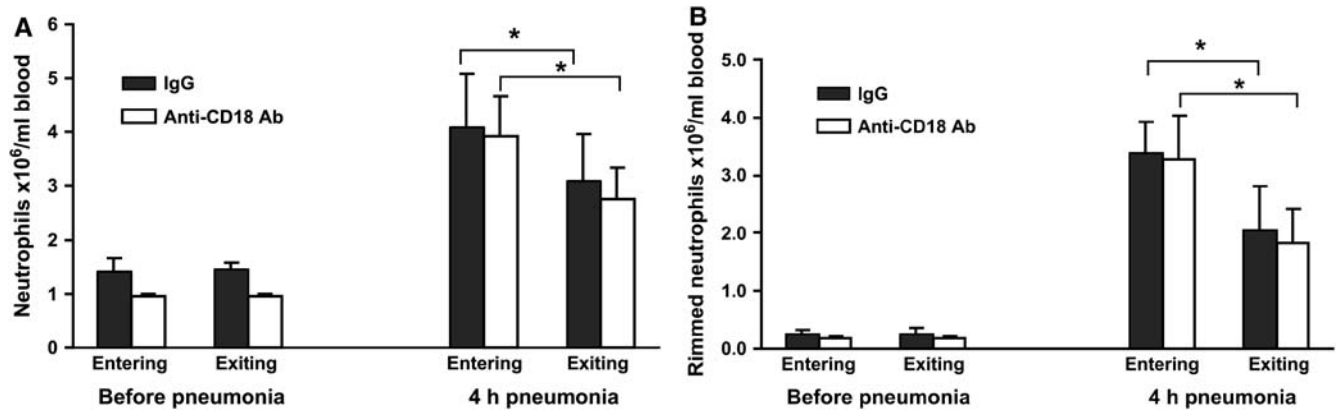 A
Neutrophils x10⁶/ml blood
6
5
4
3
2
1
0
IgG
Anti-CD18 Ab
*
*
Entering Exiting Entering Exiting
Before pneumonia 4 h pneumonia
B
Rimmed neutrophils x10⁶/ml blood
5.0
4.0
3.0
2.0
1.0
0.0
IgG
Anti-CD18 Ab
*
*
Entering Exiting Entering Exiting
Before pneumonia 4 h pneumonia